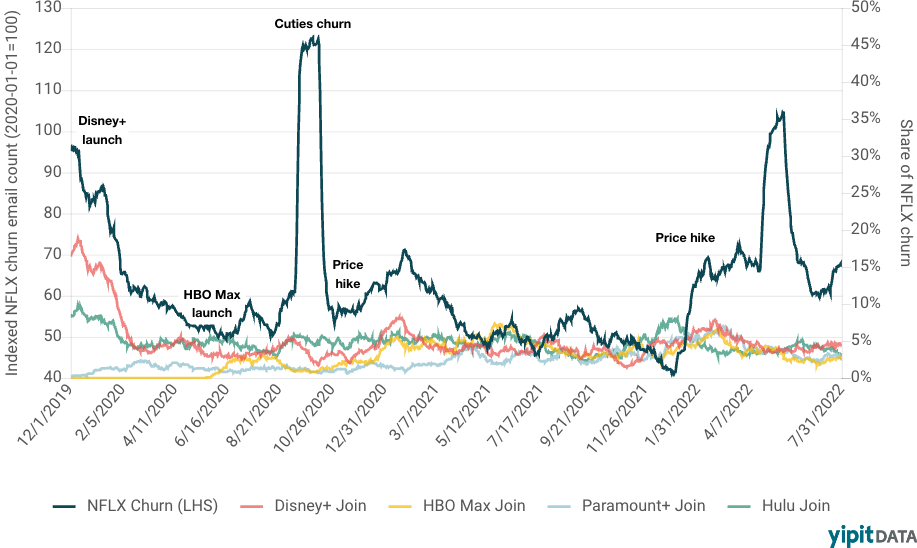 130
50%
Cuties churn
120
45%
110
40%
Disney+
launch
100
35%
90
30%
80
25%
70
20%
Price hike
Price
hike
60
15%
HBO Max
launch
10%
50
5%
40
0%
Indexed NFLX churn email count (2020-01-01=100)
Share of NFLX
churn
12/1/2019
2/5/2020
4/11/2020
6/16/2020
8/21/2020
10/26/2020
12/31/2020
3/7/2021
5/12/2021
7/17/2021
9/21/2021
11/26/2021
1/31/2022
4/7/2022
7/31/2022
NFLX Churn (LHS)
Disney+ Join
HBO Max Join
Paramount+ Join
Hulu Join
yipitDATA